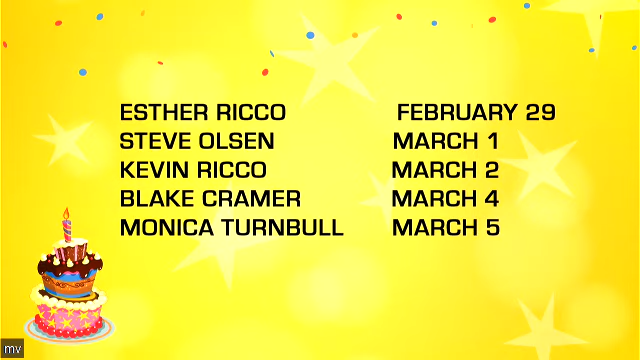 ESTHER RICCO FEBRUARY 29
STEVE OLSEN MARCH 1
KEVIN RICCO MARCH 2
BLAKE CRAMER MARCH 4
MONICA TURNBULL MARCH 5
mv